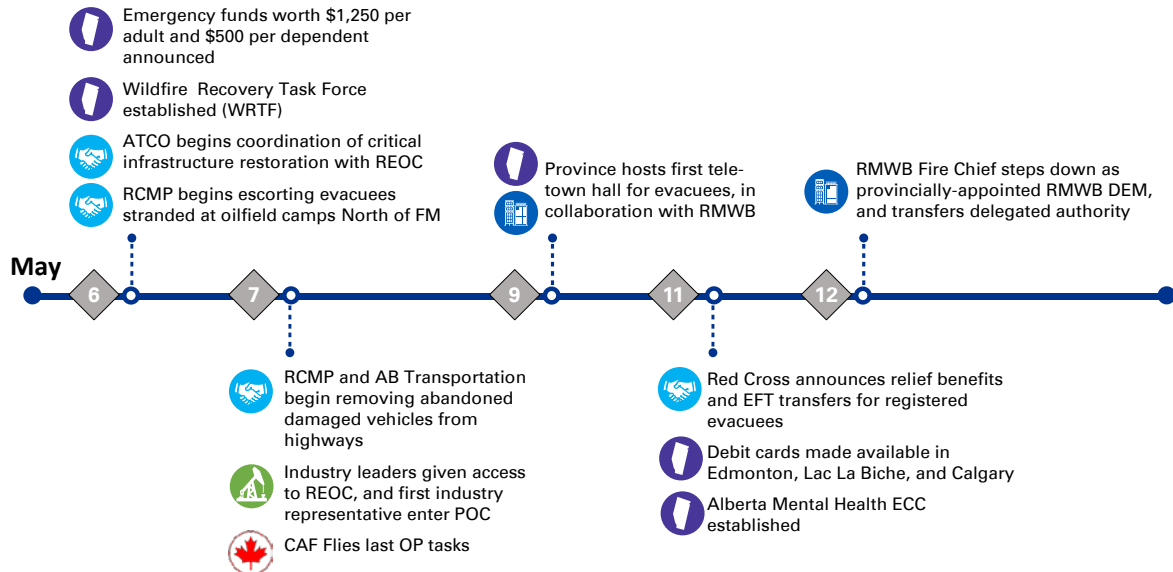 Emergency funds worth $1,250 per
adult and $500 per dependent
announced
Wildfire Recovery Task Force
established (WRTF)
ATCO begins coordination of critical
infrastructure restoration with REOC
RCMP begins escorting evacuees
stranded at oilfield camps North of FM
Province hosts first tele-
town hall for evacuees, in
collaboration with RMWB
RMWB Fire Chief steps down as
provincially-appointed RMWB DEM,
and transfers delegated authority
May
6
7
9
11
12
RCMP and AB Transportation
begin removing abandoned
damaged vehicles from
highways
Industry leaders given access
to REOC, and first industry
representative enter POC
CAF Flies last OP tasks
Red Cross announces relief benefits
and EFT transfers for registered
evacuees
Debit cards made available in
Edmonton, Lac La Biche, and Calgary
Alberta Mental Health ECC
established